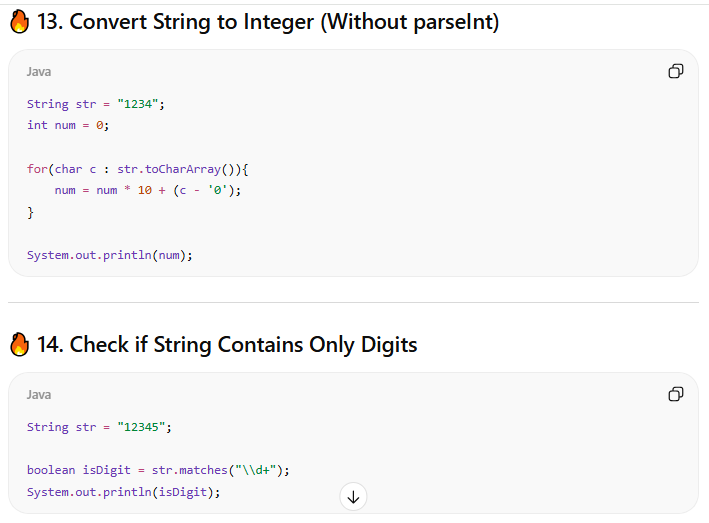 🔥 13. Convert String to Integer (Without parseInt)
Java
String str = "1234";
int num = 0;
for(char c : str.toCharArray()){
    num = num * 10 + (c - '0');
}
System.out.println(num);
🔥 14. Check if String Contains Only Digits
Java
String str = "12345";
boolean isDigit = str.matches("\\d+");
System.out.println(isDigit);